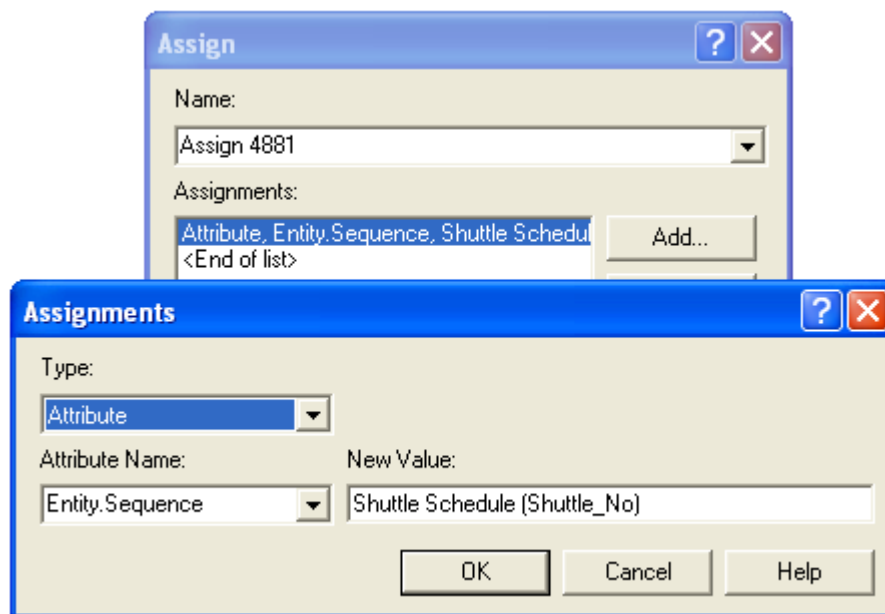 Assign
Name:
Assign 4881
Assignments:
Attribute, Entity.Sequence, Shuttle Schedul
Add...
<End of list>
Assignments
Type:
Attribute
Attribute Name: New Value:
Entity.Sequence Shuttle Schedule (Shuttle_No)
OK Cancel Help